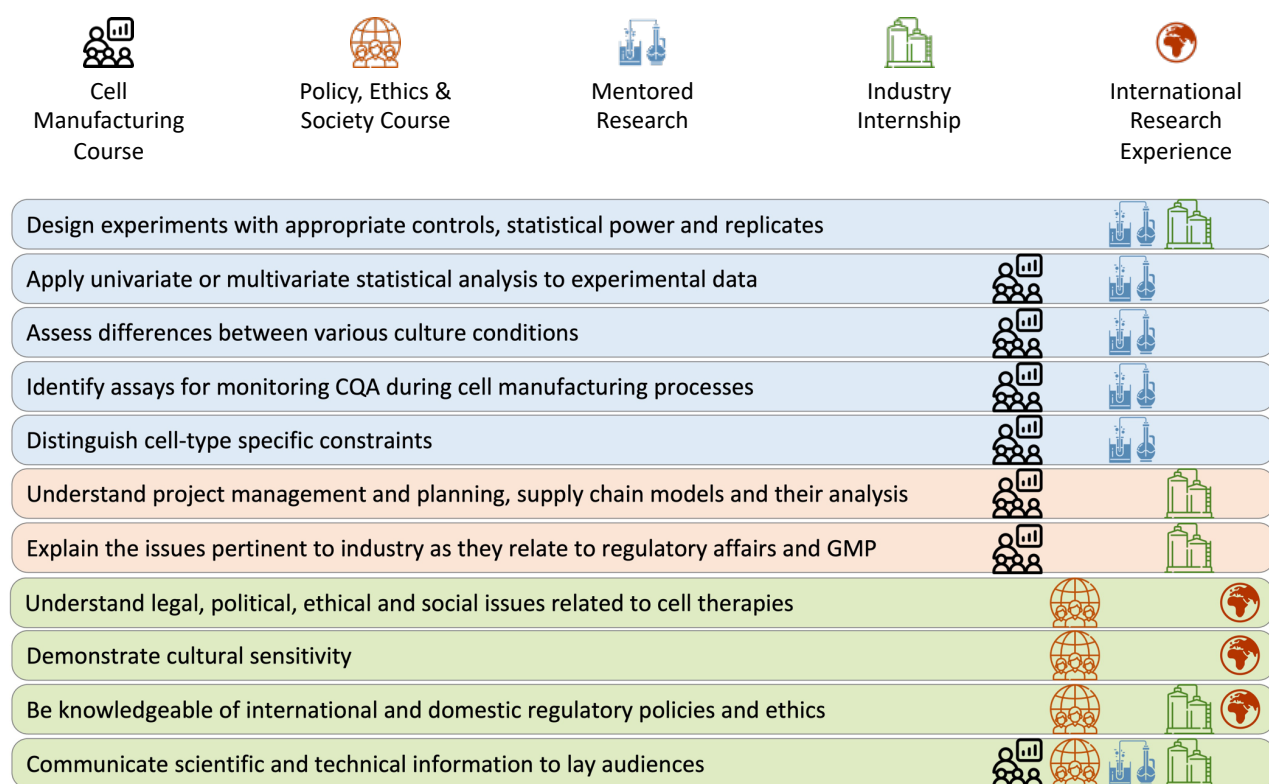 Cell
Manufacturing
Course
Policy, Ethics &
Society Course
Mentored
Research
Industry
Internship
International
Research
Experience
Design experiments with appropriate controls, statistical power and replicates
Apply univariate or multivariate statistical analysis to experimental data
Assess differences between various culture conditions
Identify assays for monitoring CQA during cell manufacturing processes
Distinguish cell-type specific constraints
Understand project management and planning, supply chain models and their analysis
Explain the issues pertinent to industry as they relate to regulatory affairs and GMP
Understand legal, political, ethical and social issues related to cell therapies
Demonstrate cultural sensitivity
Be knowledgeable of international and domestic regulatory policies and ethics
Communicate scientific and technical information to lay audiences